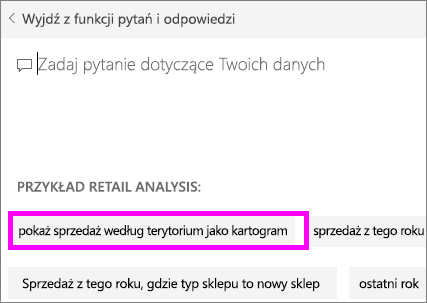 Wyjdź z funkcji pytań i odpowiedzi
Zadaj pytanie dotyczące Twoich danych
PRZYKŁAD RETAIL ANALYSIS:
pokaż sprzedaż według terytorium jako kartogram sprzedaż z tego roku
Sprzedaż z tego roku, gdzie typ sklepu to nowy sklep ostatni rok